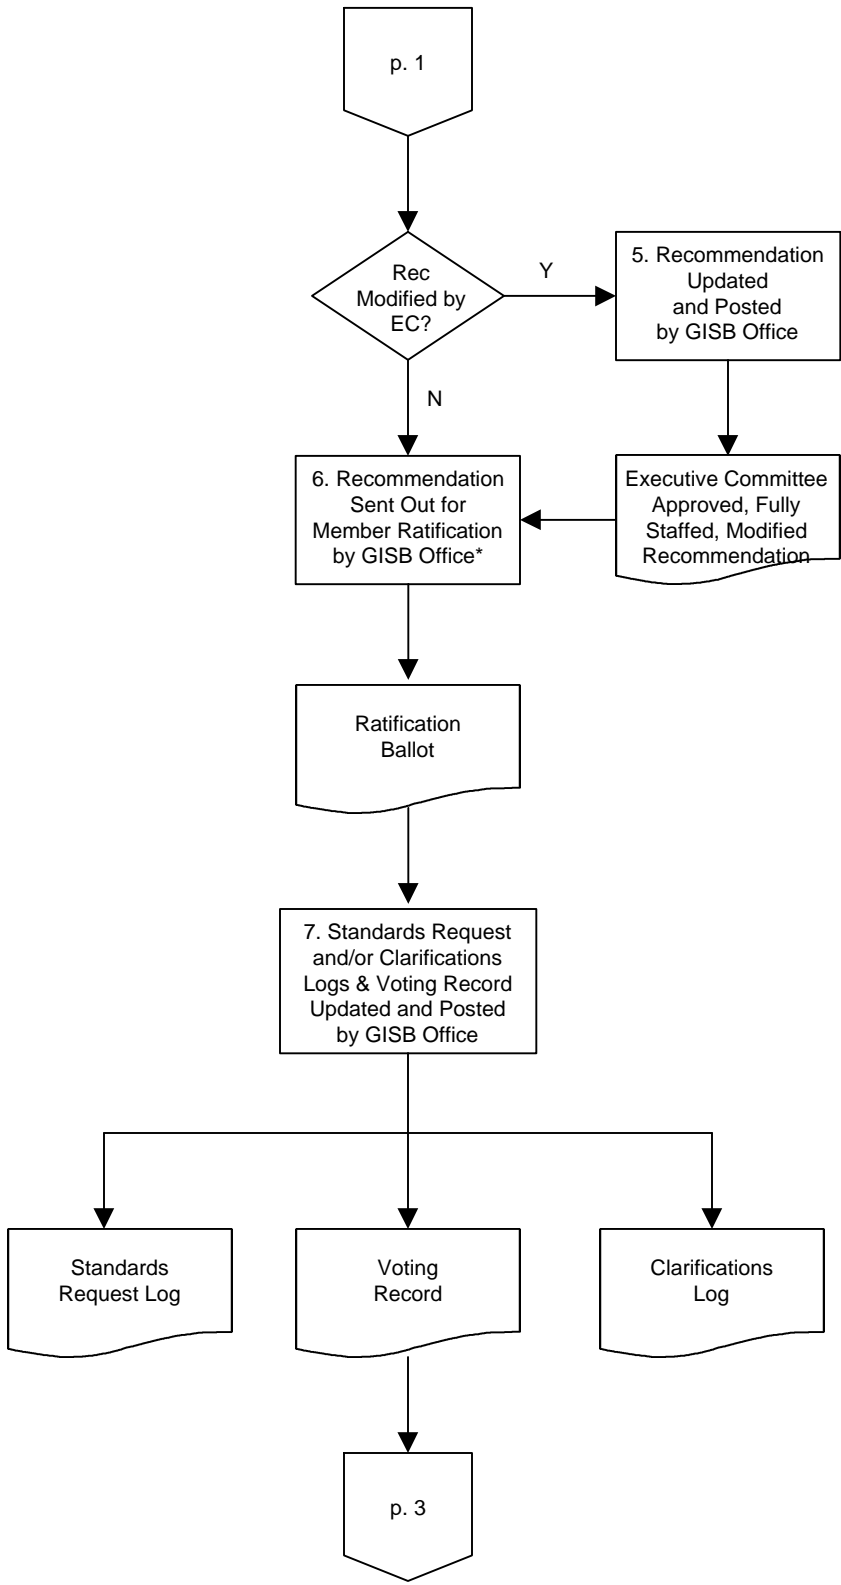 p. 1
Rec
Modified by
EC?
Y
5. Recommendation
Updated
and Posted
by GISB Office
N
6. Recommendation
Sent Out for
Member Ratification
by GISB Office*
Executive Committee
Approved, Fully
Staffed, Modified
Recommendation
Ratification
Ballot
7. Standards Request
and/or Clarifications
Logs & Voting Record
Updated and Posted
by GISB Office
Standards
Request Log
Voting
Record
Clarifications
Log
p. 3